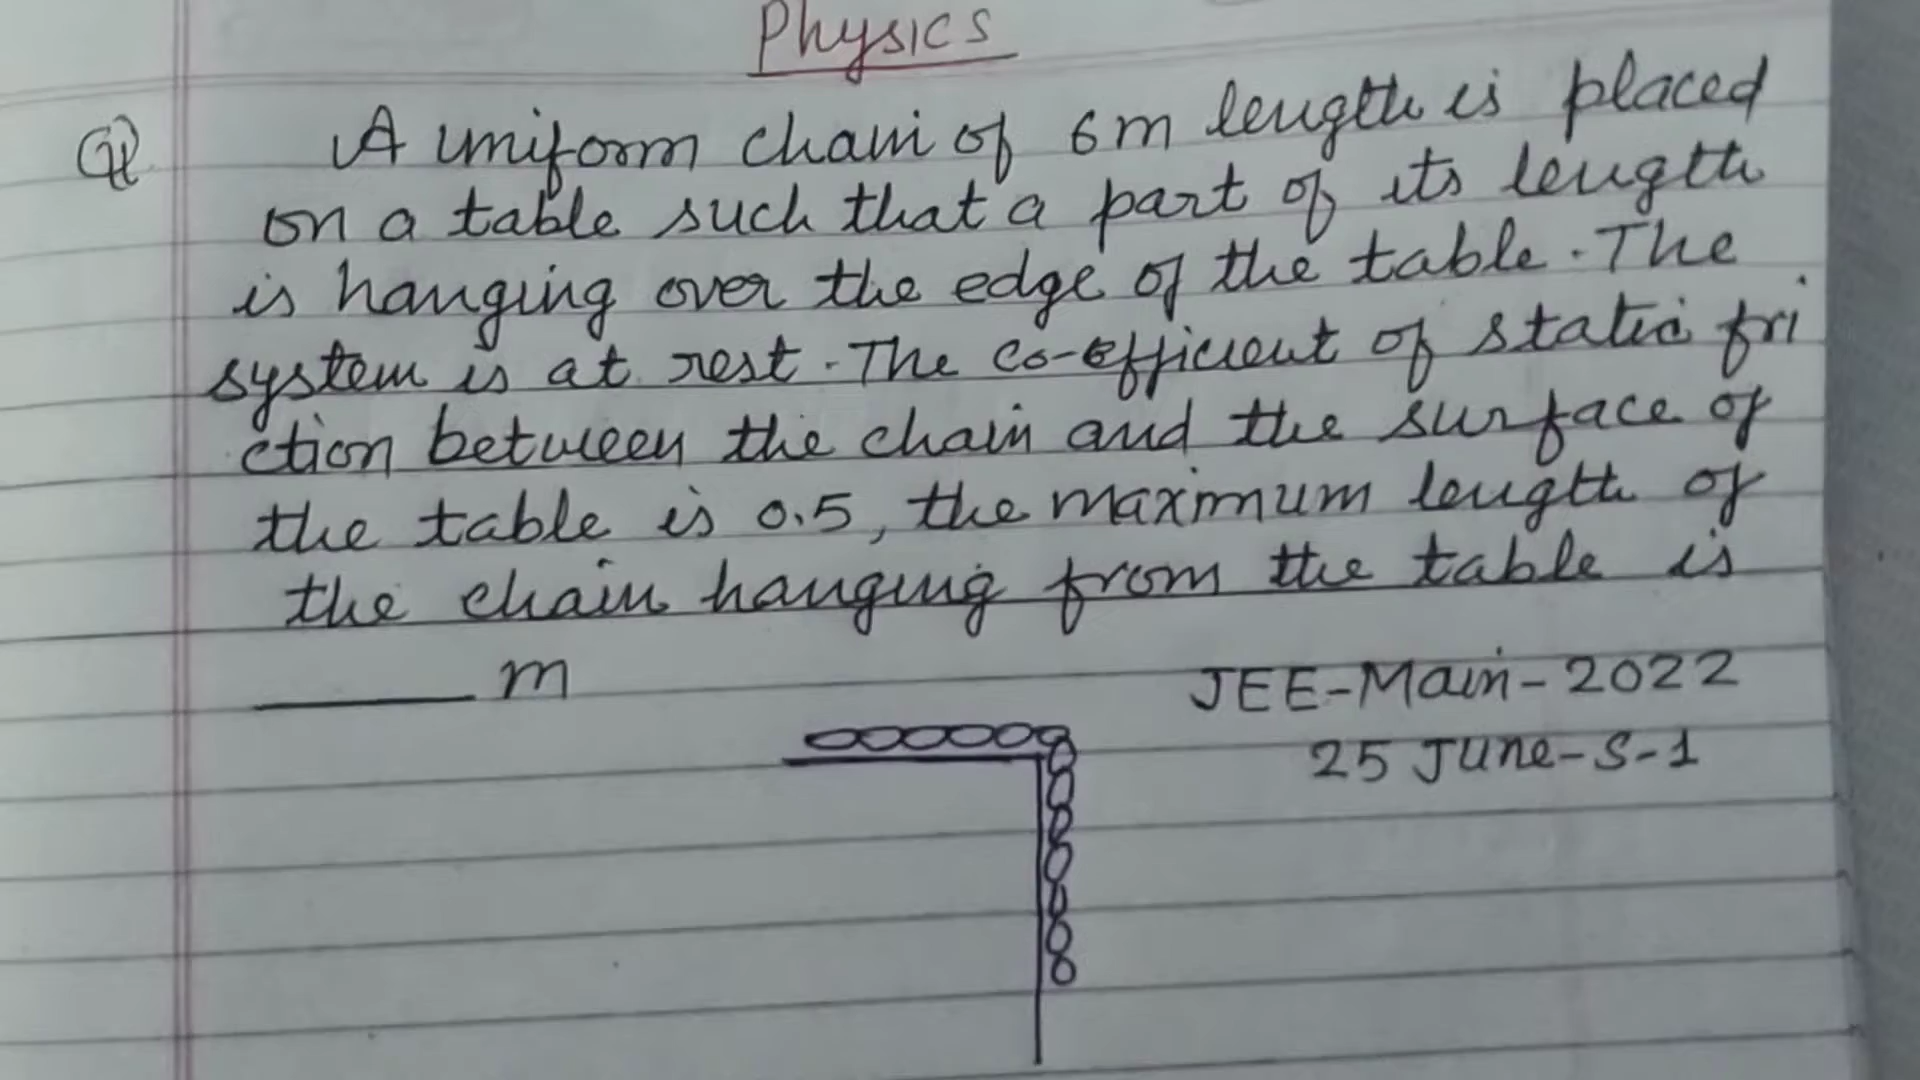 Physics
Q A uniform chain of 6m length is placed
on a table such that a part of its length
is hanging over the edge of the table. The
system is at rest. The co-efficient of static fri
ction between the chain and the surface of
the table is 0.5, the maximum length of
the chain hanging from the table is
______ m
JEE-Main-2022
25 June-S-1